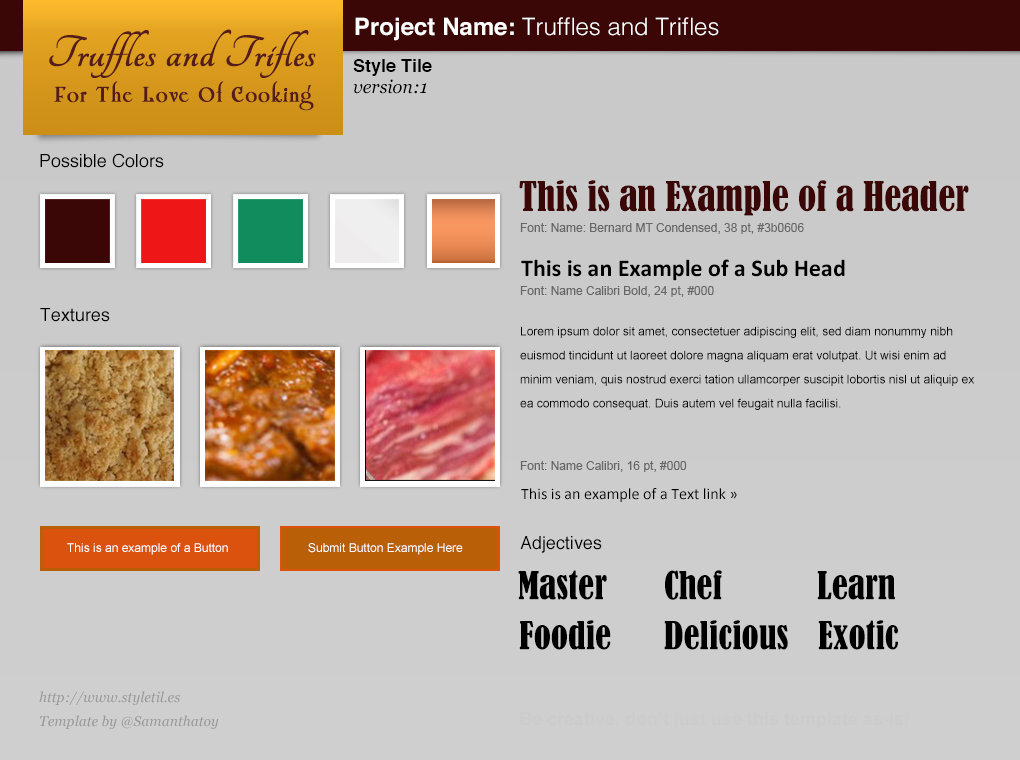 Truffles and Trifles
For The Love Of Cooking
Project Name: Truffles and Trifles
Style Tile
version:1
Possible Colors
Textures
This is an example of a Button
Submit Button Example Here
This is an Example of a Header
Font: Name: Bernard MT Condensed, 38 pt, #3b0606
This is an Example of a Sub Head
Font: Name Calibri Bold, 24 pt, #000
Lorem ipsum dolor sit amet, consectetuer adipiscing elit, sed diam nonummy nibh
euismod tincidunt ut laoreet dolore magna aliquam erat volutpat. Ut wisi enim ad
minim veniam, quis nostrud exerci tation ullamcorper suscipit lobortis nisl ut aliquip ex
ea commodo consequat. Duis autem vel feugait nulla facilisi.
Font: Name Calibri, 16 pt, #000
This is an example of a Text link »
Adjectives
Master Chef Learn
Foodie Delicious Exotic
http://www.styletil.es
Template by @Samanthatoy
Be creative, don't just use this template as-is!